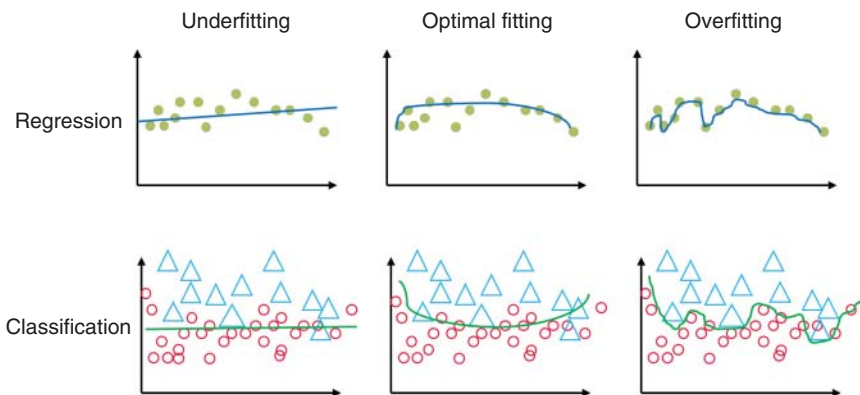 Underfitting
Optimal fitting
Overfitting
Regression
Classification